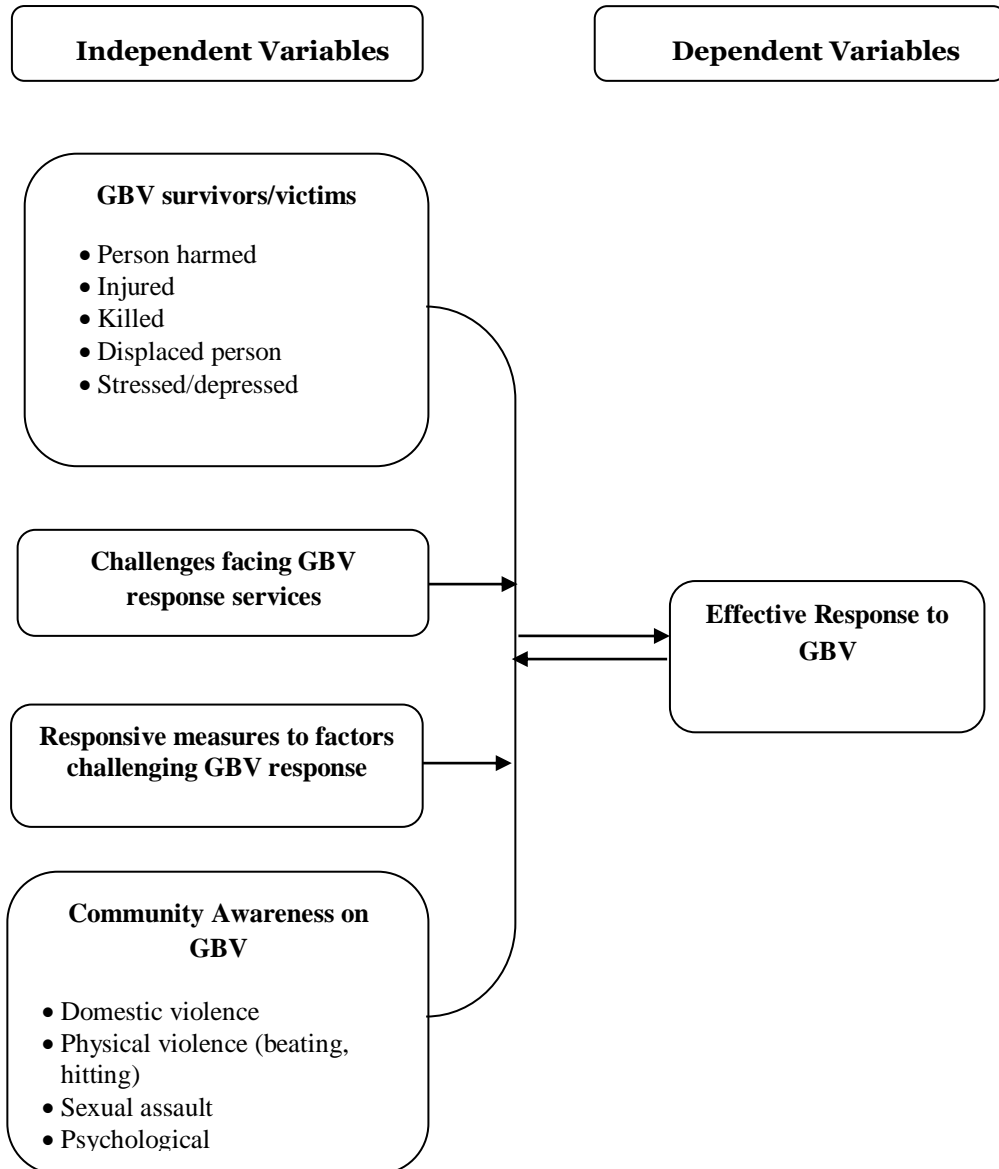 Independent Variables
Dependent Variables
GBV survivors/victims
• Person harmed
• Injured
• Killed
• Displaced person
• Stressed/depressed
Challenges facing GBV
response services
Effective Response to
GBV
Responsive measures to factors
challenging GBV response
Community Awareness on
GBV
• Domestic violence
• Physical violence (beating,
hitting)
• Sexual assault
• Psychological